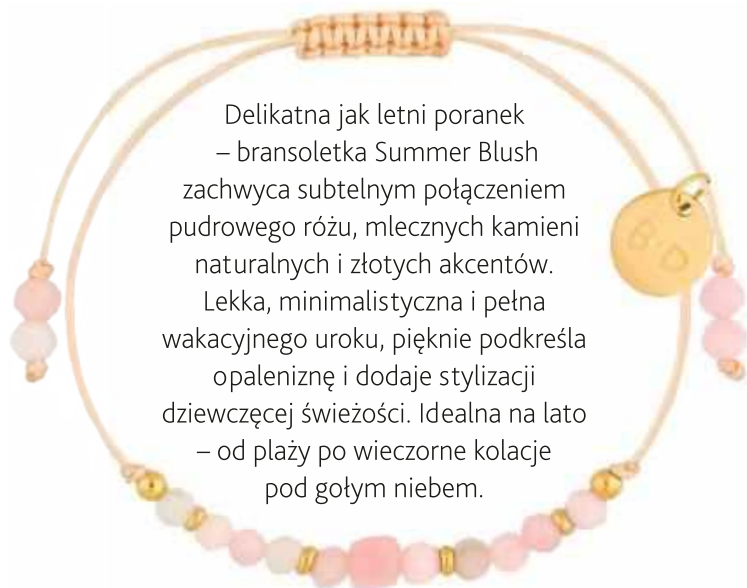 Delikatna jak letni poranek
– bransoletka Summer Blush
zachwyca subtelnym połączeniem
pudrowego różu, mlecznych kamieni
naturalnych i złotych akcentów.
Lekka, minimalistyczna i pełna
wakacyjnego uroku, pięknie podkreśla
opaleniznę i dodaje stylizacji
dziewczęcej świeżości. Idealna na lato
– od plaży po wieczorne kolacje
pod gołym niebem.
B·D